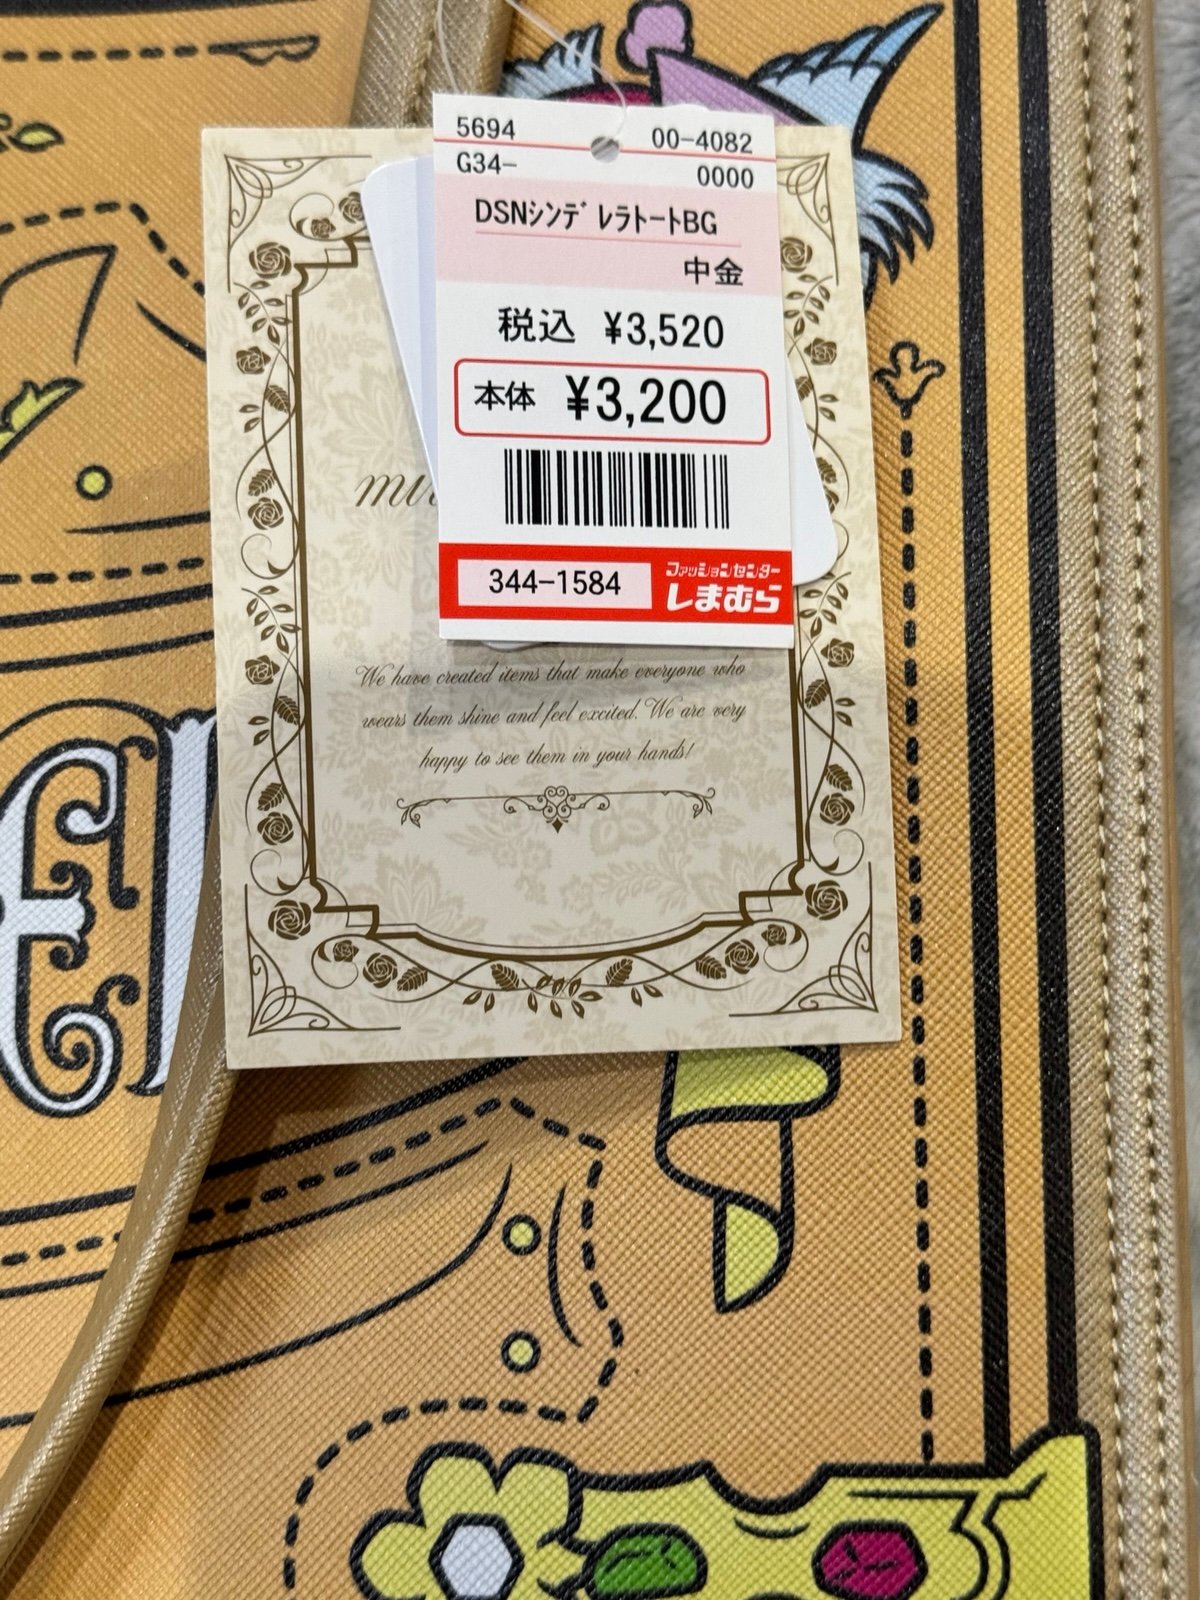 5694 00-4082
G34- 0000
DSNシンデレラトートBG
中金
税込 ¥3,520
本体 ¥3,200
344-1584
ファッションセンター
しまむら
We have created items that make everyone who
wears them shine and feel excited. We are very
happy to see them in your hands!